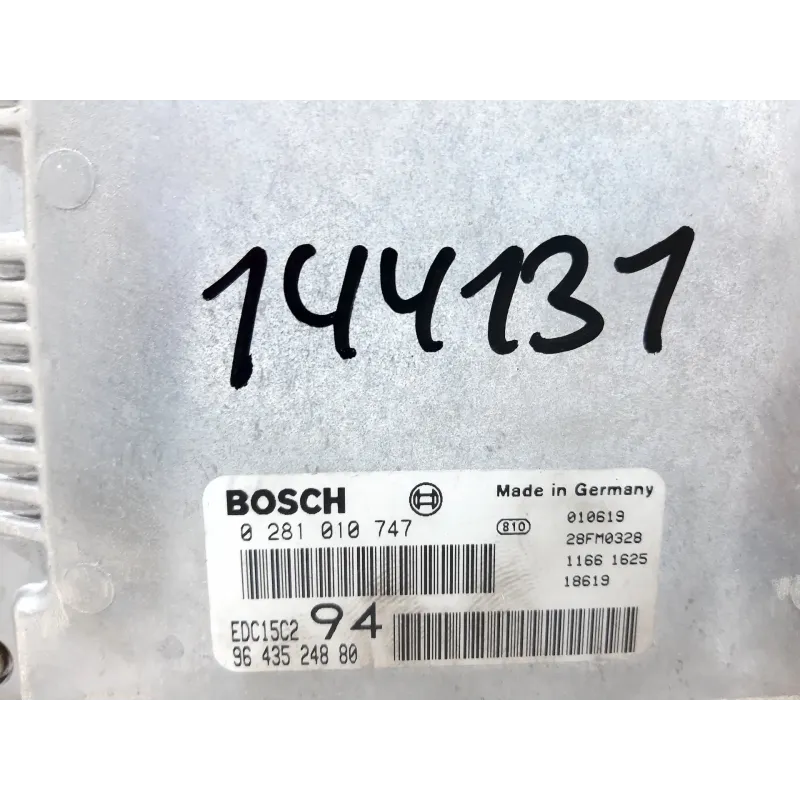 144131
BOSCH
Made in Germany
0 281 010 747
810
010619
28FM0328
1166 1625
18619
EDC15C2 94
96 435 248 80